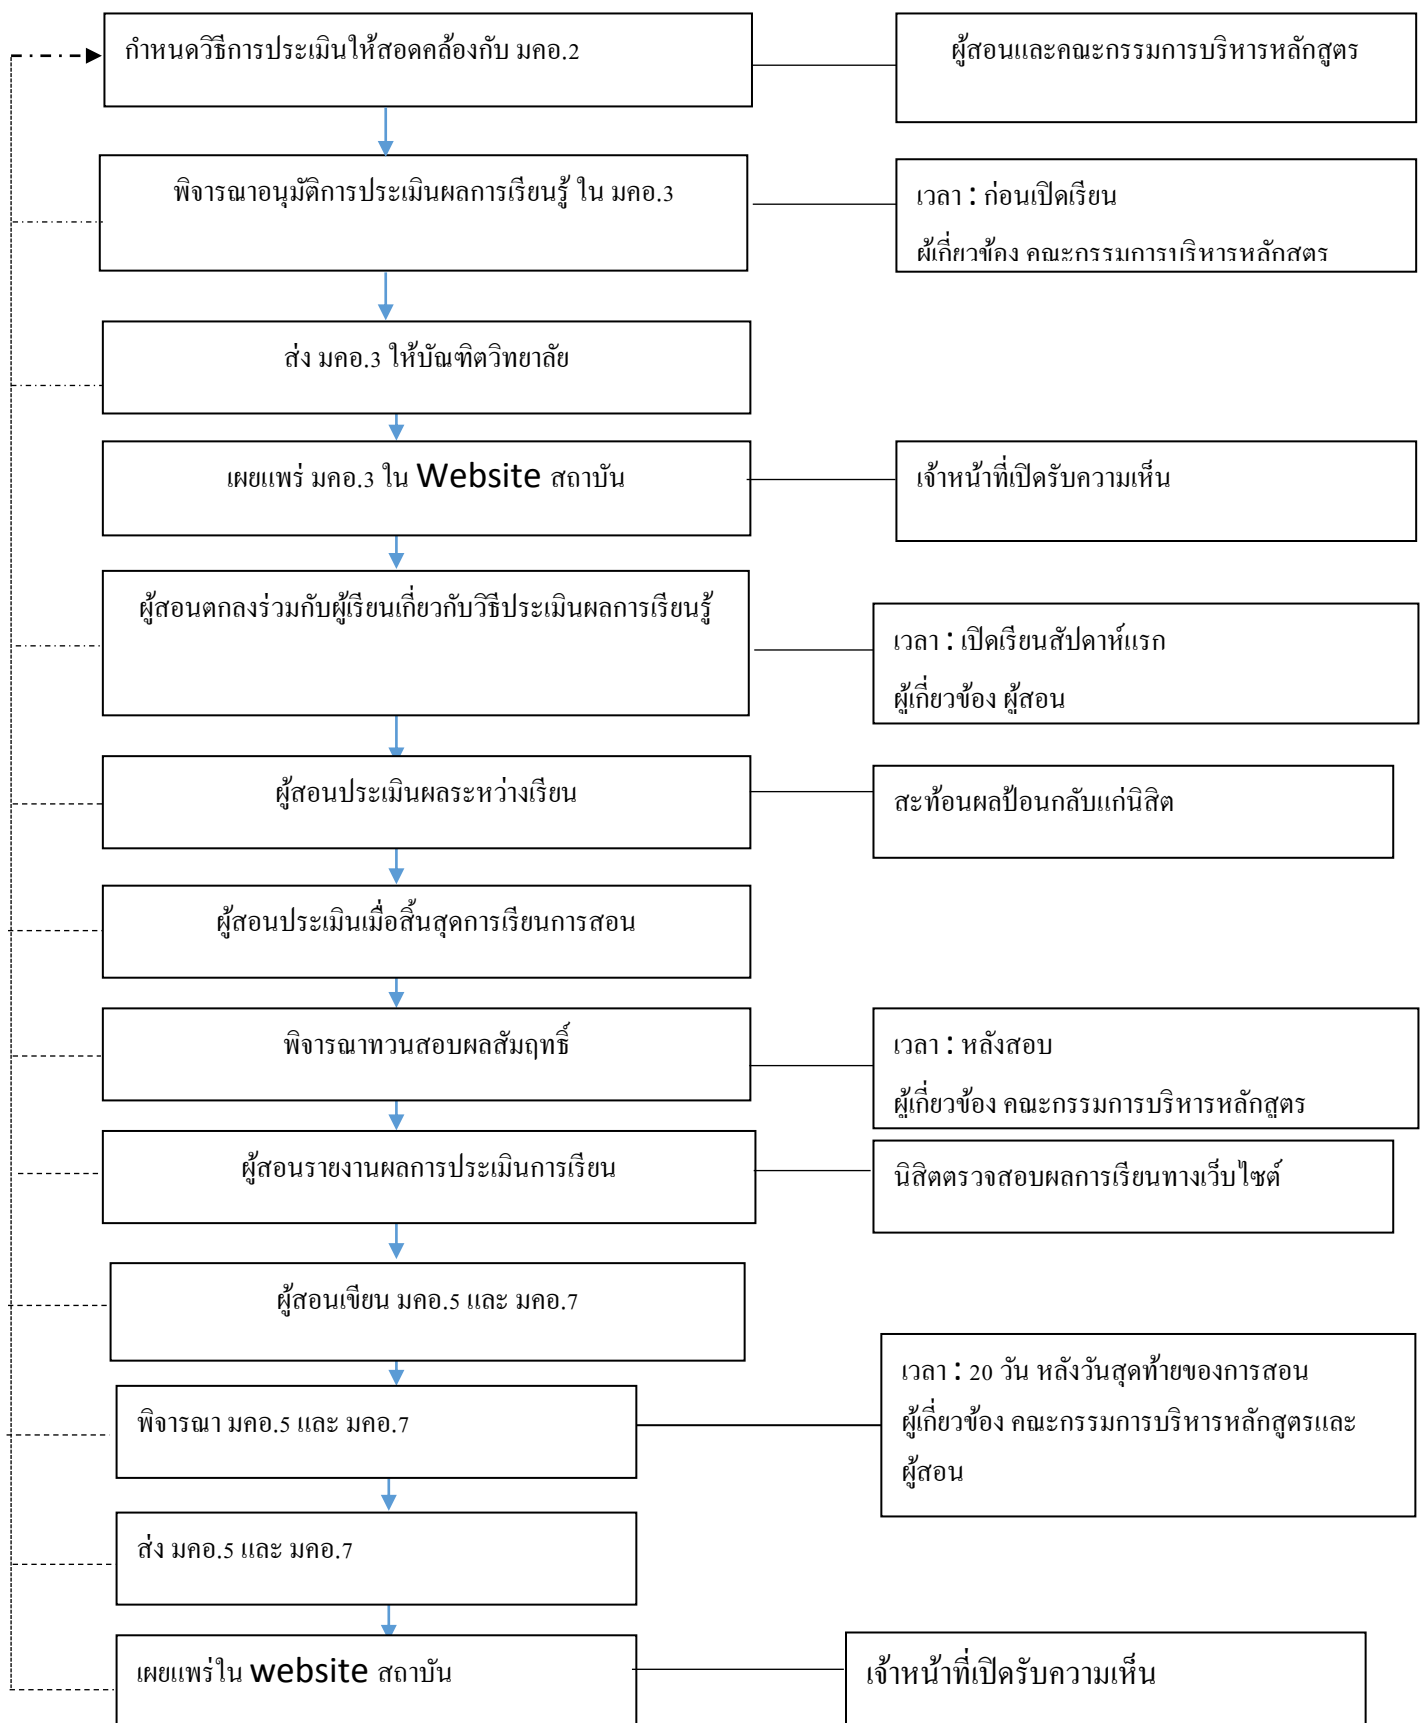 กำหนดวิธีการประเมินให้สอดคล้องกับ มคอ.2
ผู้สอนและคณะกรรมการบริหารหลักสูตร
พิจารณาอนุมัติการประเมินผลการเรียนรู้ ใน มคอ.3
เวลา : ก่อนเปิดเรียน
ผู้เกี่ยวข้อง คณะกรรมการบริหารหลักสูตร
ส่ง มคอ.3 ให้บัณฑิตวิทยาลัย
เผยแพร่ มคอ.3 ใน Website สถาบัน
เจ้าหน้าที่เปิดรับความเห็น
ผู้สอนตกลงร่วมกับผู้เรียนเกี่ยวกับวิธีประเมินผลการเรียนรู้
เวลา : เปิดเรียนสัปดาห์แรก
ผู้เกี่ยวข้อง ผู้สอน
ผู้สอนประเมินผลระหว่างเรียน
สะท้อนผลป้อนกลับแก่นิสิต
ผู้สอนประเมินเมื่อสิ้นสุดการเรียนการสอน
พิจารณาทวนสอบผลสัมฤทธิ์
เวลา : หลังสอบ
ผู้เกี่ยวข้อง คณะกรรมการบริหารหลักสูตร
ผู้สอนรายงานผลการประเมินการเรียน
นิสิตตรวจสอบผลการเรียนทางเว็บไซต์
ผู้สอนเขียน มคอ.5 และ มคอ.7
เวลา : 20 วัน หลังวันสุดท้ายของการสอน
ผู้เกี่ยวข้อง คณะกรรมการบริหารหลักสูตรและ
ผู้สอน
พิจารณา มคอ.5 และ มคอ.7
ส่ง มคอ.5 และ มคอ.7
เผยแพร่ใน website สถาบัน
เจ้าหน้าที่เปิดรับความเห็น